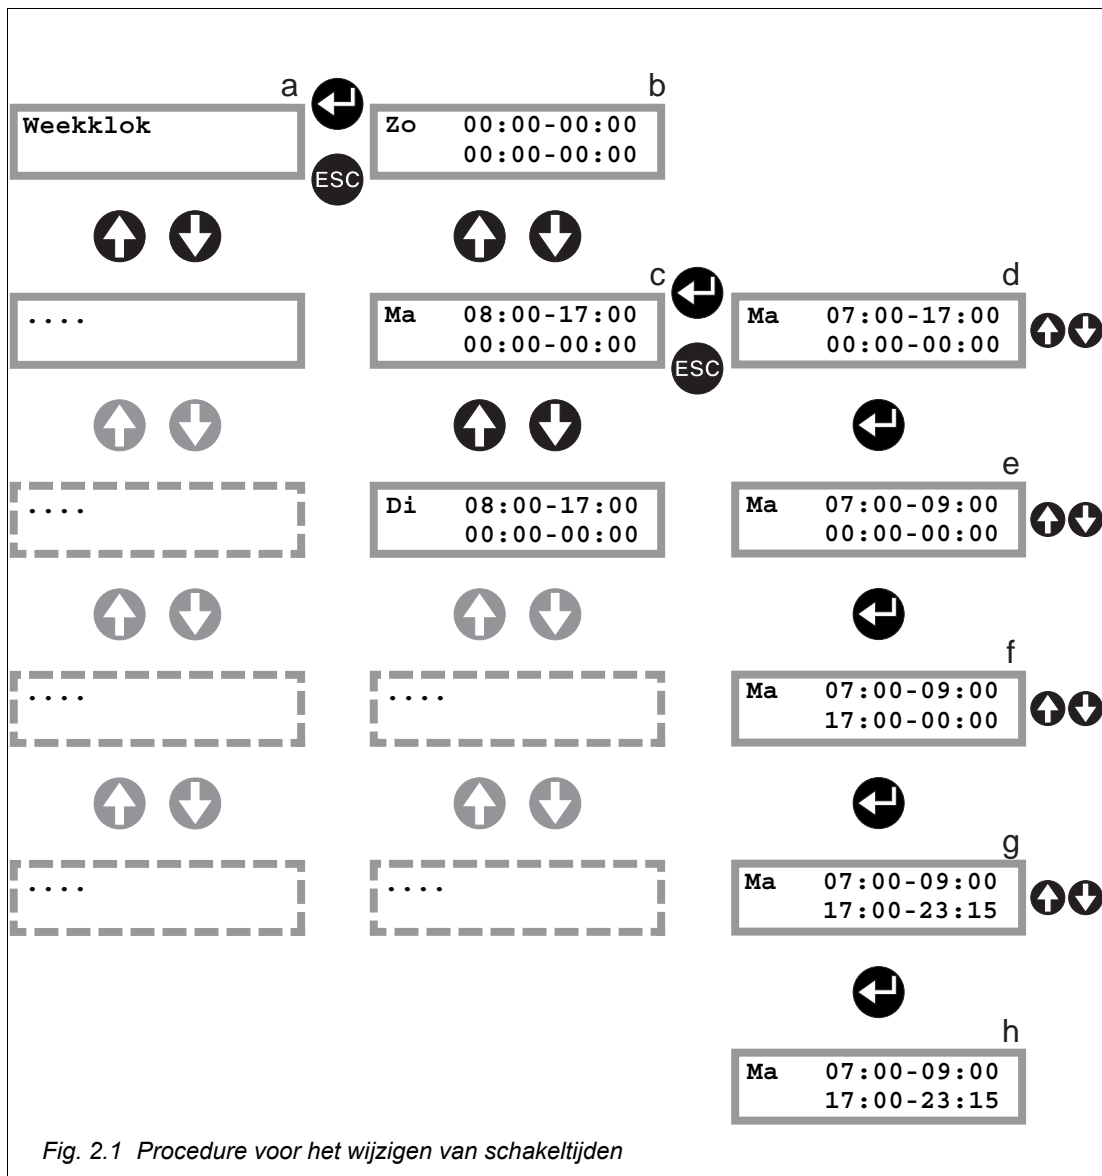 a
b
Weekklok
Zo 00:00-00:00
00:00-00:00
ESC
c
d
....
Ma 08:00-17:00
00:00-00:00
Ma 07:00-17:00
00:00-00:00
ESC
e
....
Di 08:00-17:00
00:00-00:00
Ma 07:00-09:00
00:00-00:00
f
....
....
Ma 07:00-09:00
17:00-00:00
g
....
....
Ma 07:00-09:00
17:00-23:15
h
Ma 07:00-09:00
17:00-23:15
Fig. 2.1 Procedure voor het wijzigen van schakeltijden